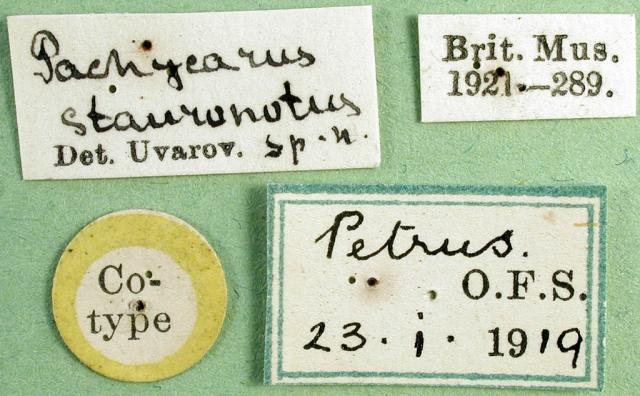 Pachycarus
stauronotus
Det. Uvarov. sp. n.
Brit. Mus.
1921.—289.
Co-
type
Petrus.
O.F.S.
23. i. 1919